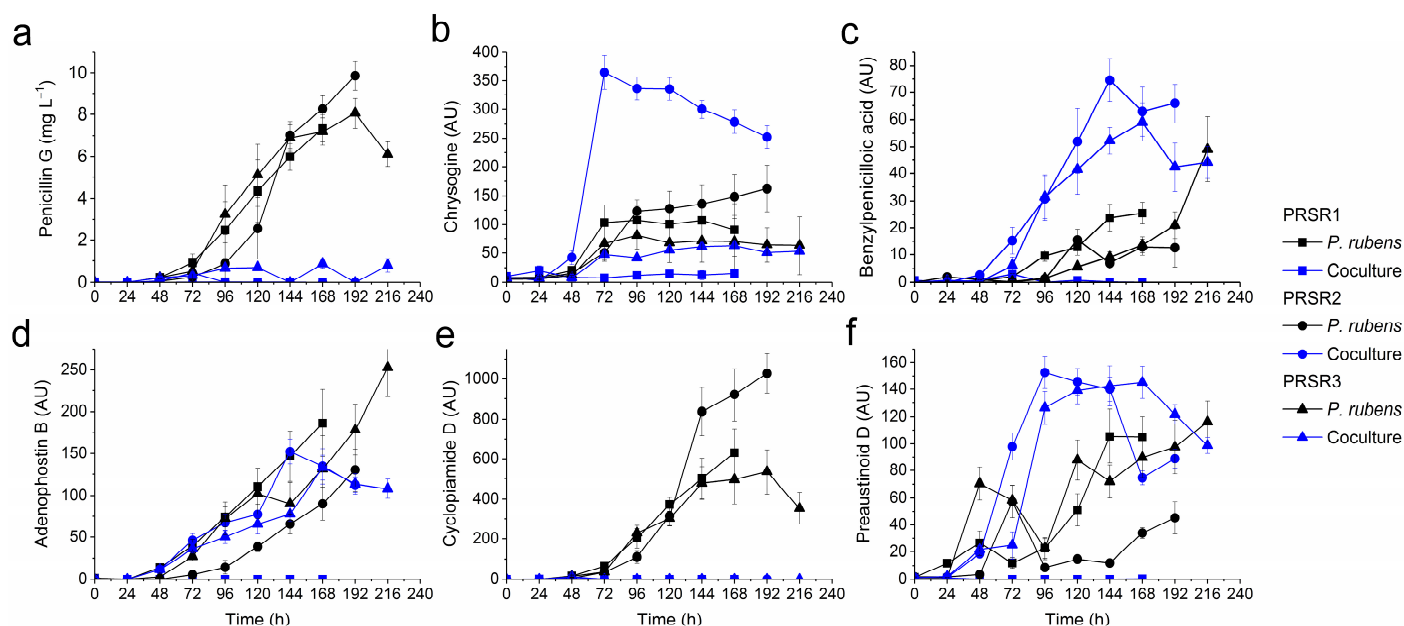 a
Penicillin G (mg L⁻¹)
10
8
6
4
2
0
0 24 48 72 96 120 144 168 192 216 240
b
Chrysogine (AU)
400
350
300
250
200
150
100
50
0
0 24 48 72 96 120 144 168 192 216 240
c
Benzylpenicilloic acid (AU)
80
70
60
50
40
30
20
10
0
0 24 48 72 96 120 144 168 192 216 240
d
Adenophostin B (AU)
250
200
150
100
50
0
0 24 48 72 96 120 144 168 192 216 240
Time (h)
e
Cyclopiamide D (AU)
1000
800
600
400
200
0
0 24 48 72 96 120 144 168 192 216 240
Time (h)
f
Preaustinoid D (AU)
160
140
120
100
80
60
40
20
0
0 24 48 72 96 120 144 168 192 216 240
Time (h)
PRSR1
P. rubens
Coculture
PRSR2
P. rubens
Coculture
PRSR3
P. rubens
Coculture